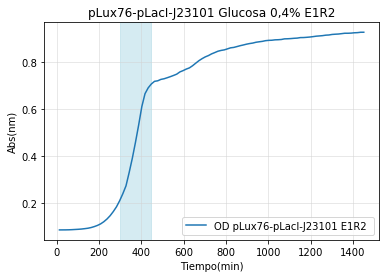 pLux76-pLacI-J23101 Glucosa 0,4% E1R2
Abs(nm)
0.8
0.6
0.4
0.2
OD pLux76-pLacI-J23101 E1R2
0 200 400 600 800 1000 1200 1400
Tiempo(min)